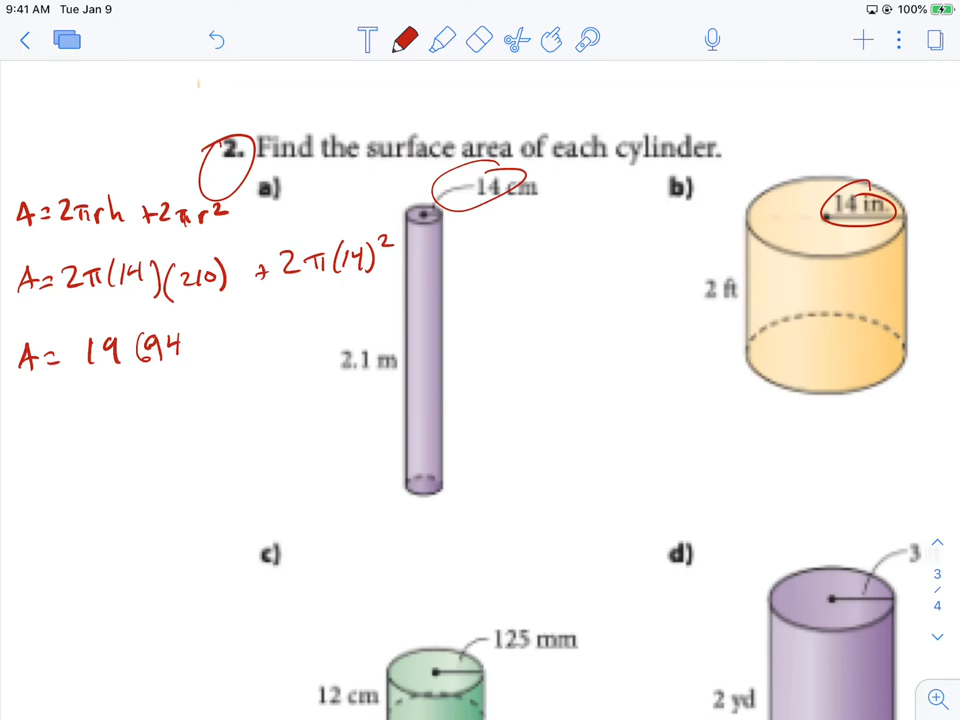 9:41 AM Tue Jan 9
100%
T
2. Find the surface area of each cylinder.
a)
14 cm
b)
14 in.
A = 2πrh + 2πr²
A = 2π(14)(210) + 2π(14)²
2 ft
A = 19 694
2.1 m
c)
d)
3
3
/
4
125 mm
12 cm
2 yd